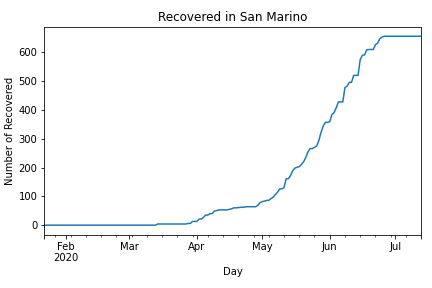 Recovered in San Marino
Number of Recovered
600
500
400
300
200
100
0
Feb
2020
Mar
Apr
May
Jun
Jul
Day